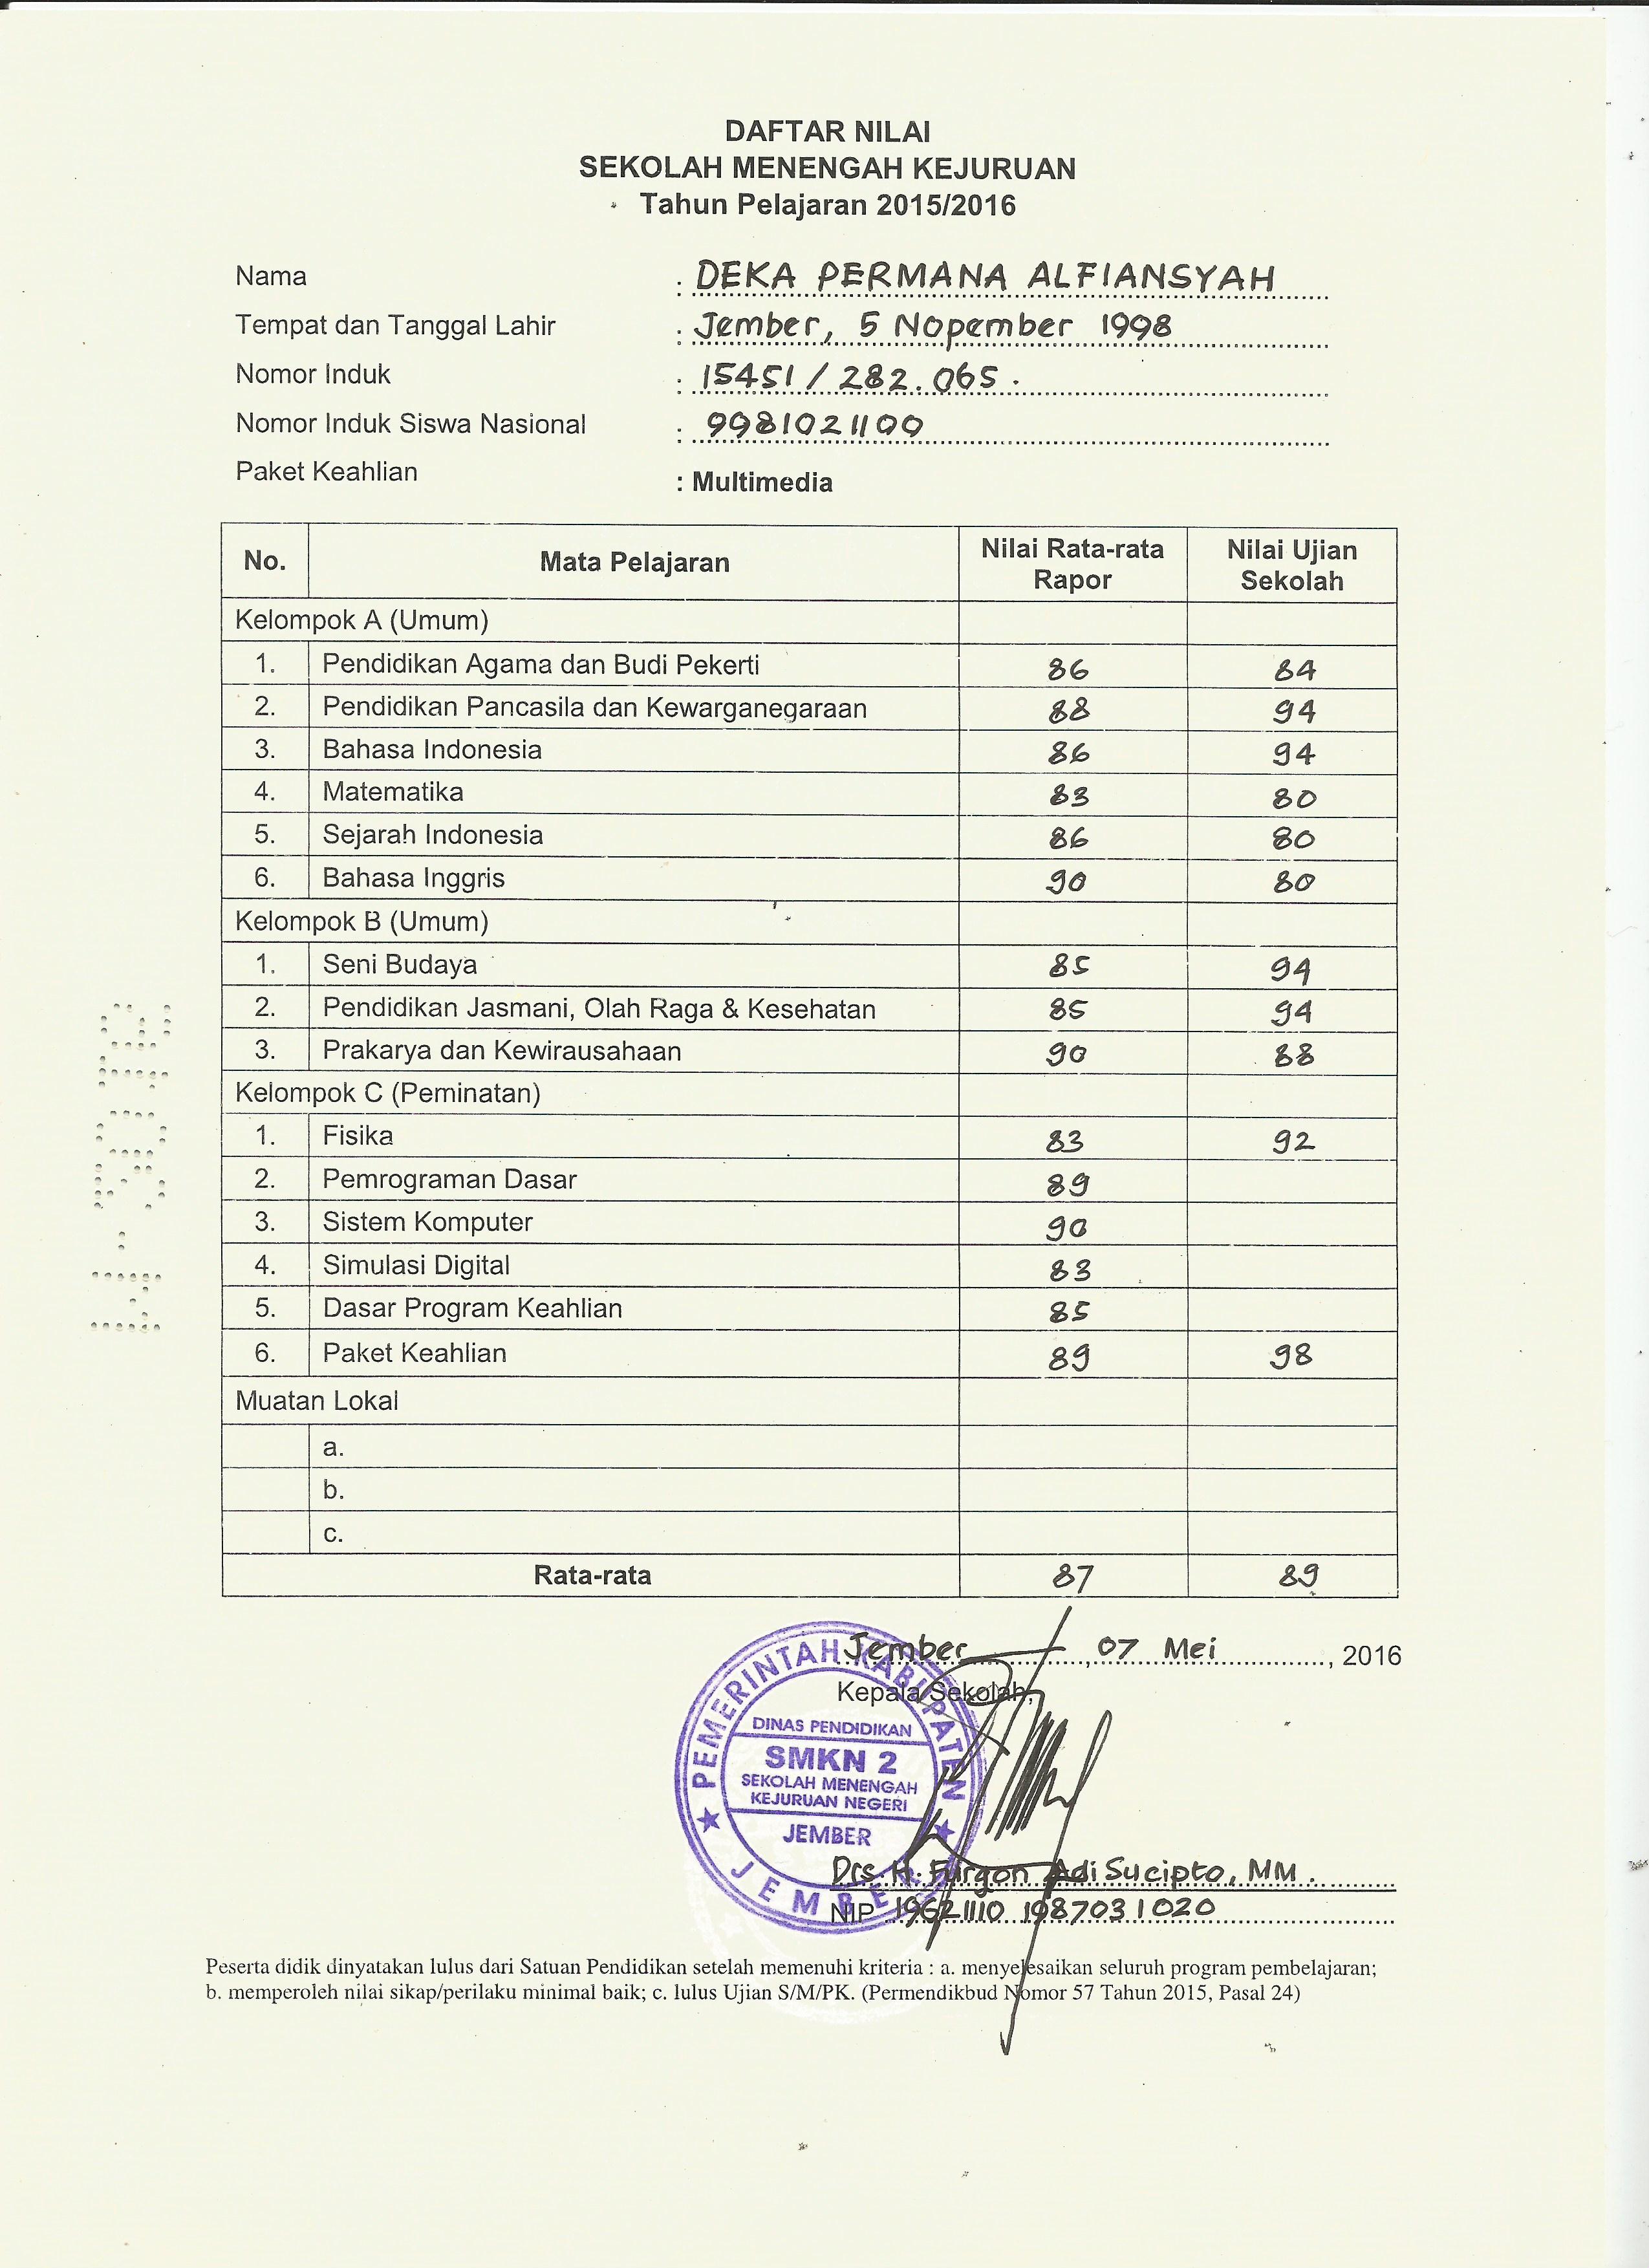 DAFTAR NILAI
SEKOLAH MENENGAH KEJURUAN
Tahun Pelajaran 2015/2016
Nama : DEKA PERMANA ALFIANSYAH
Tempat dan Tanggal Lahir : Jember, 5 Nopember 1998
Nomor Induk : 15451 / 282.065.
Nomor Induk Siswa Nasional : 9981021100
Paket Keahlian : Multimedia
No. Mata Pelajaran Nilai Rata-rata Rapor Nilai Ujian Sekolah
Kelompok A (Umum)
1. Pendidikan Agama dan Budi Pekerti 86 84
2. Pendidikan Pancasila dan Kewarganegaraan 88 94
3. Bahasa Indonesia 86 94
4. Matematika 83 80
5. Sejarah Indonesia 86 80
6. Bahasa Inggris 90 80
Kelompok B (Umum)
1. Seni Budaya 85 94
2. Pendidikan Jasmani, Olah Raga & Kesehatan 85 94
3. Prakarya dan Kewirausahaan 90 88
Kelompok C (Peminatan)
1. Fisika 83 92
2. Pemrograman Dasar 89
3. Sistem Komputer 90
4. Simulasi Digital 83
5. Dasar Program Keahlian 85
6. Paket Keahlian 89 98
Muatan Lokal
a.
b.
c.
Rata-rata 87 89
Jember, 07 Mei, 2016
Kepala Sekolah,
PEMERINTAH KABUPATEN
DINAS PENDIDIKAN
SMKN 2
SEKOLAH MENENGAH
KEJURUAN NEGERI
JEMBER
JEMBER
Drs. H. Furqon Adi Sucipto, MM.
NIP 19621110 198703 1 020
Peserta didik dinyatakan lulus dari Satuan Pendidikan setelah memenuhi kriteria : a. menyelesaikan seluruh program pembelajaran;
b. memperoleh nilai sikap/perilaku minimal baik; c. lulus Ujian S/M/PK. (Permendikbud Nomor 57 Tahun 2015, Pasal 24)